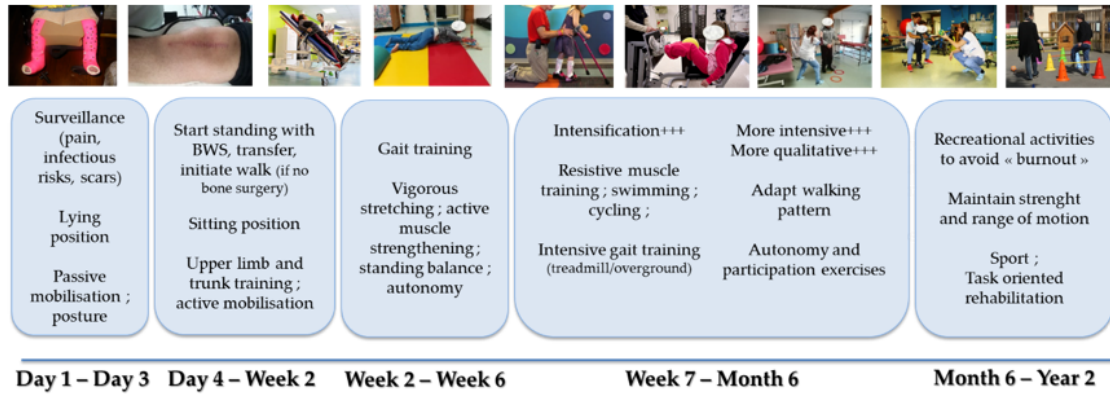 Surveillance
(pain,
infectious
risks, scars)
Lying
position
Passive
mobilisation ;
posture
Start standing with
BWS, transfer,
initiate walk (if no
bone surgery)
Sitting position
Upper limb and
trunk training ;
active mobilisation
Gait training
Vigorous
stretching ; active
muscle
strengthening ;
standing balance ;
autonomy
Intensification+++
Resistive muscle
training ; swimming ;
cycling ;
Intensive gait training
(treadmill/overground)
More intensive+++
More qualitative+++
Adapt walking
pattern
Autonomy and
participation exercises
Recreational activities
to avoid « burnout »
Maintain strenght
and range of motion
Sport ;
Task oriented
rehabilitation
Day 1 – Day 3
Day 4 – Week 2
Week 2 – Week 6
Week 7 – Month 6
Month 6 – Year 2